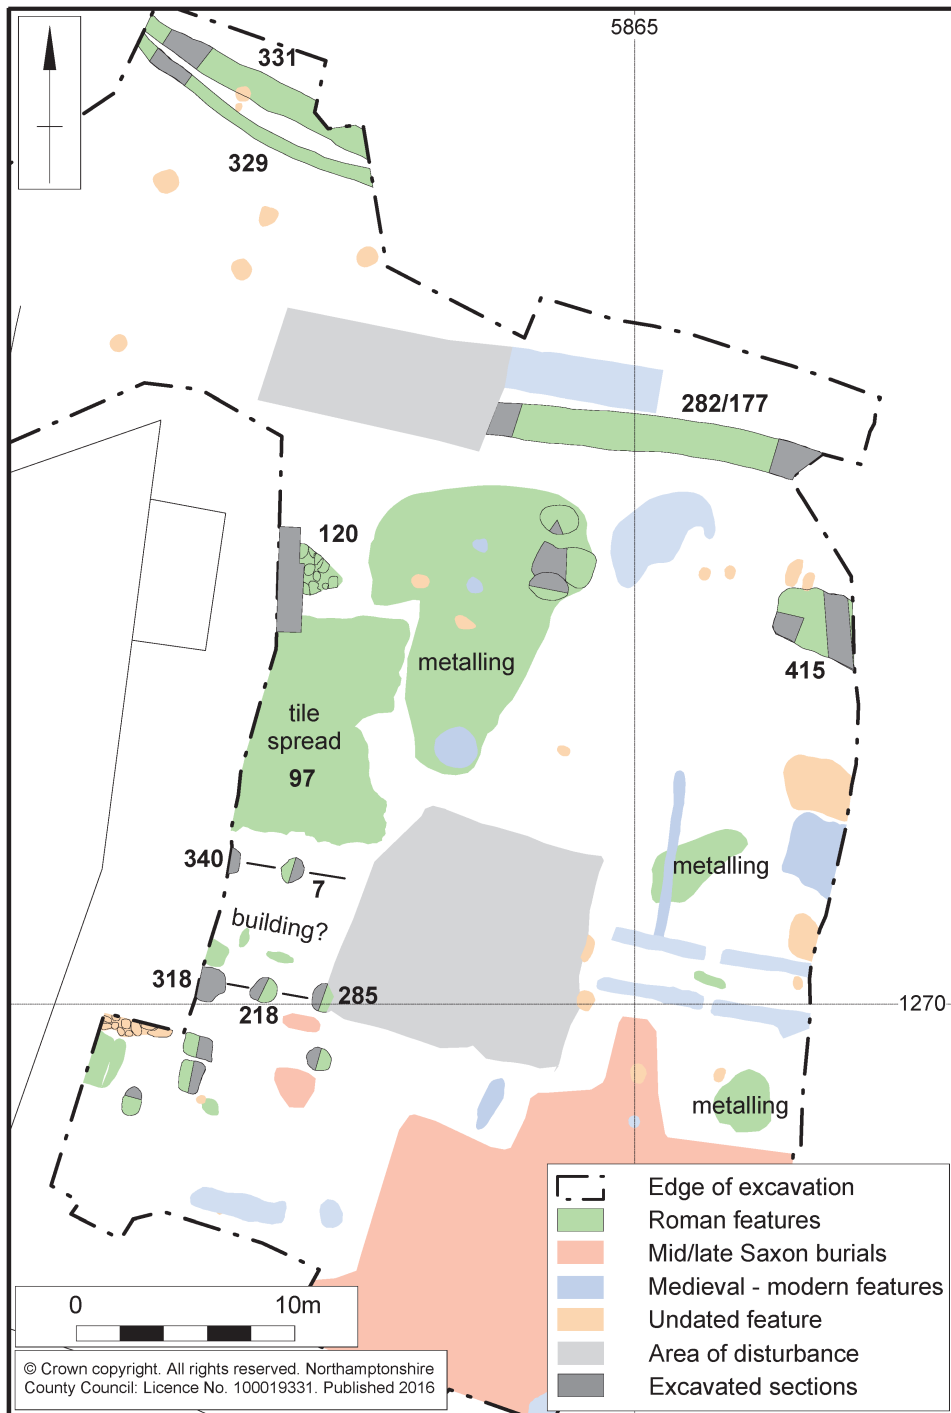 5865
331
329
282/177
120
metalling
415
tile
spread
97
340
7
metalling
building?
318
218
285
1270
metalling
Edge of excavation
Roman features
Mid/late Saxon burials
Medieval - modern features
Undated feature
Area of disturbance
Excavated sections
0 10m
© Crown copyright. All rights reserved. Northamptonshire
County Council: Licence No. 100019331. Published 2016